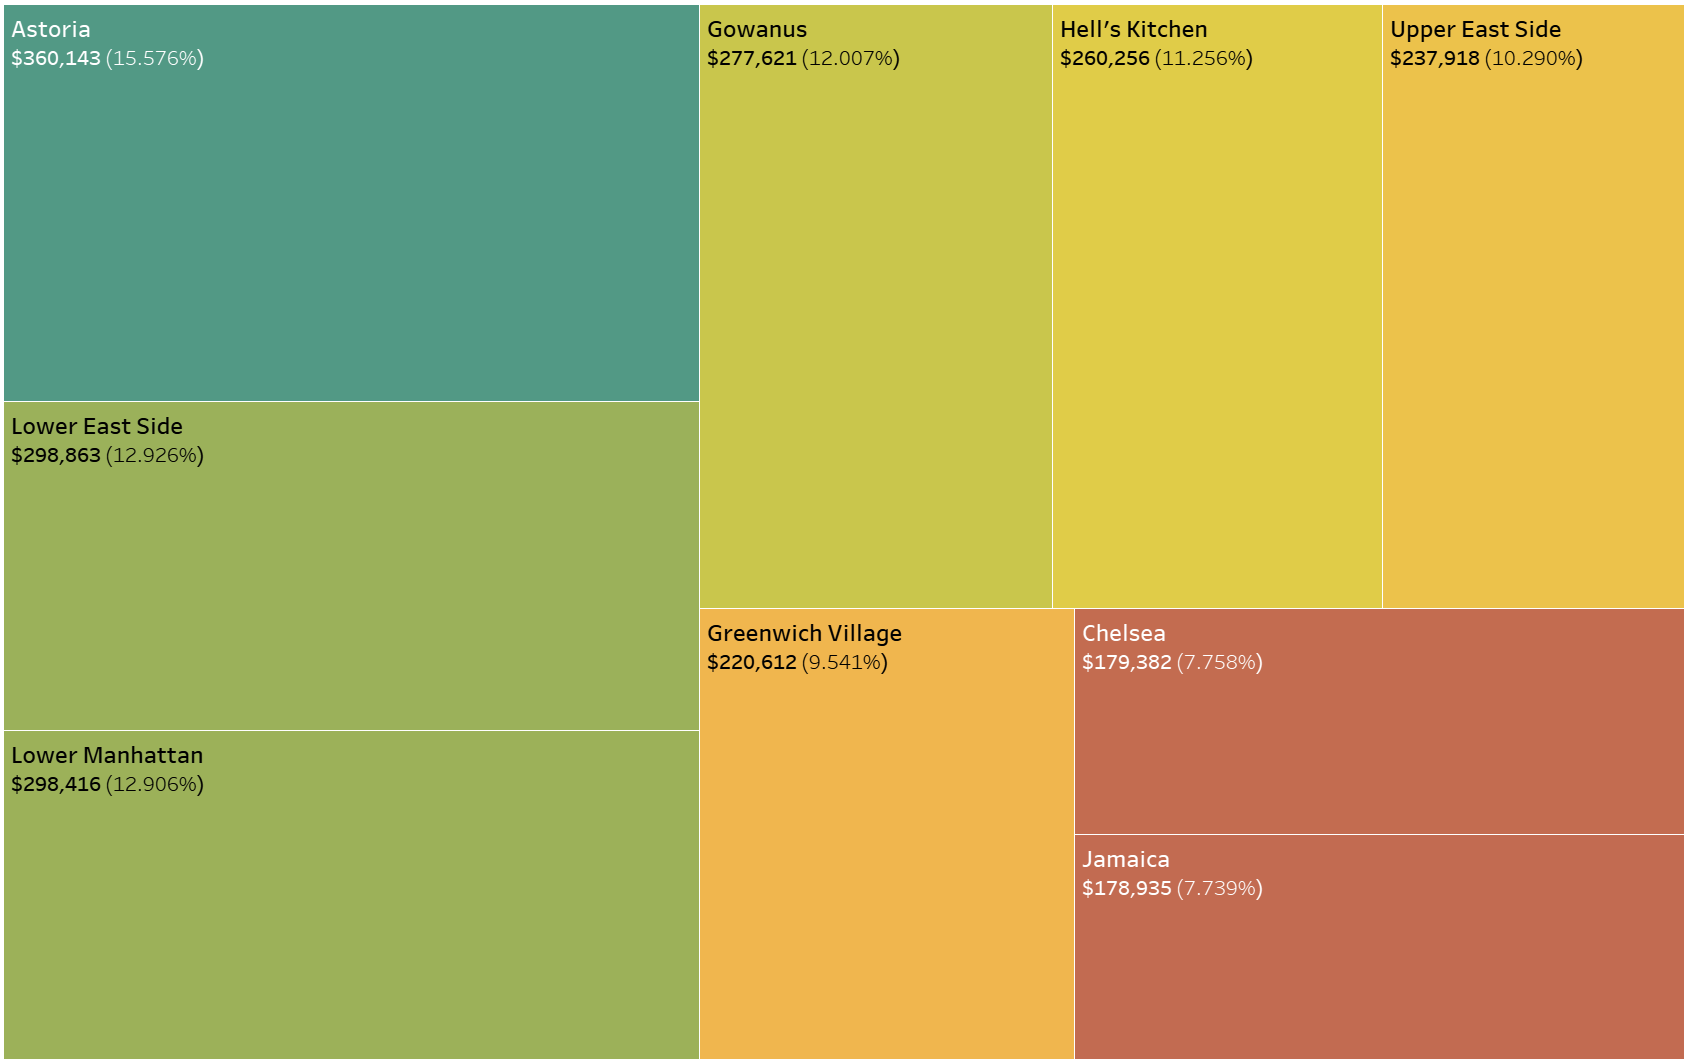 Astoria
$360,143 (15.576%)
Lower East Side
$298,863 (12.926%)
Lower Manhattan
$298,416 (12.906%)
Gowanus
$277,621 (12.007%)
Hell’s Kitchen
$260,256 (11.256%)
Upper East Side
$237,918 (10.290%)
Greenwich Village
$220,612 (9.541%)
Chelsea
$179,382 (7.758%)
Jamaica
$178,935 (7.739%)